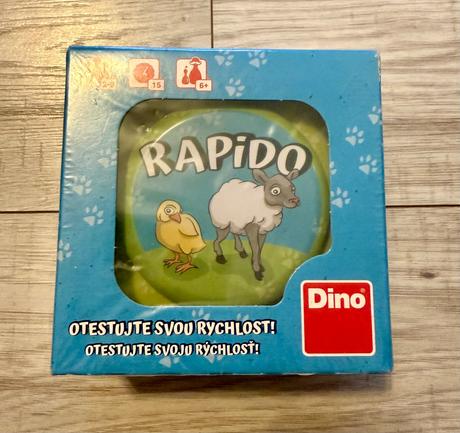 15
6+
RAPiDO
Dino®
OTESTUJTE SVOU RYCHLOST!
OTESTUJTE SVOJU RÝCHLOSŤ!